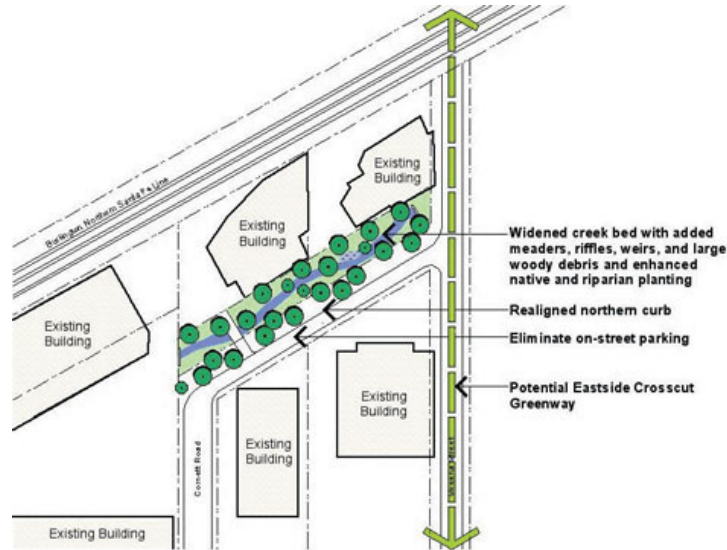 Burlington Northern Santa Fe Line
Existing
Building
Existing
Building
Existing
Building
Widened creek bed with added
meaders, riffles, weirs, and large
woody debris and enhanced
native and riparian planting
Realigned northern curb
Eliminate on-street parking
Potential Eastside Crosscut
Greenway
Existing
Building
Existing
Building
Existing Building
Cornett Road
Street